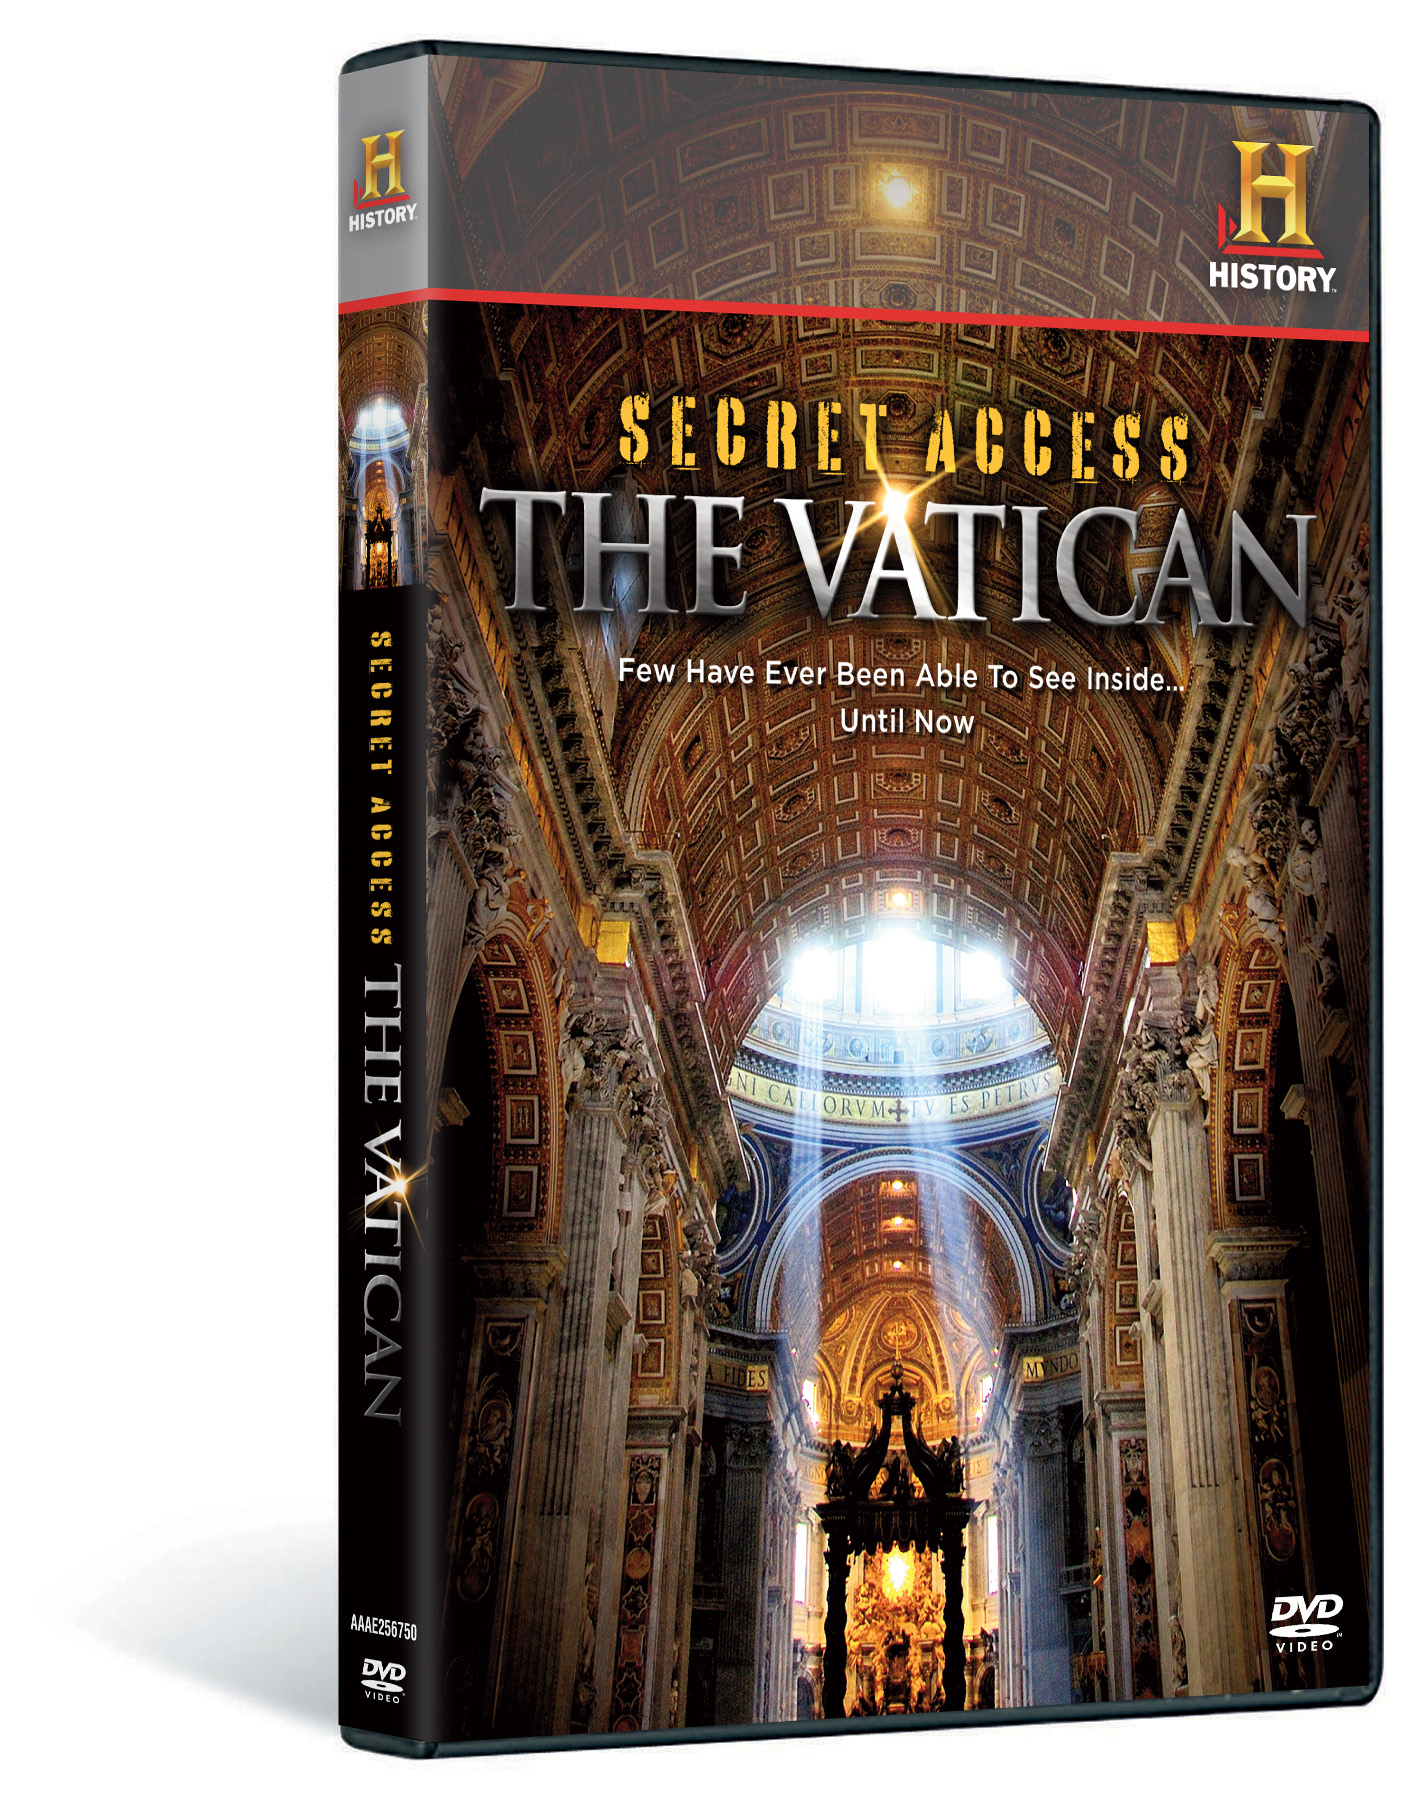 HISTORY
SECRET ACCESS THE VATICAN
AAAE256750
DVD
VIDEO
HISTORY
SECRET ACCESS
THE VATICAN
Few Have Ever Been Able To See Inside...
Until Now
GNI CAELORVM ✝ TV ES PETRVS
FIDES
MVNDO
DVD
VIDEO